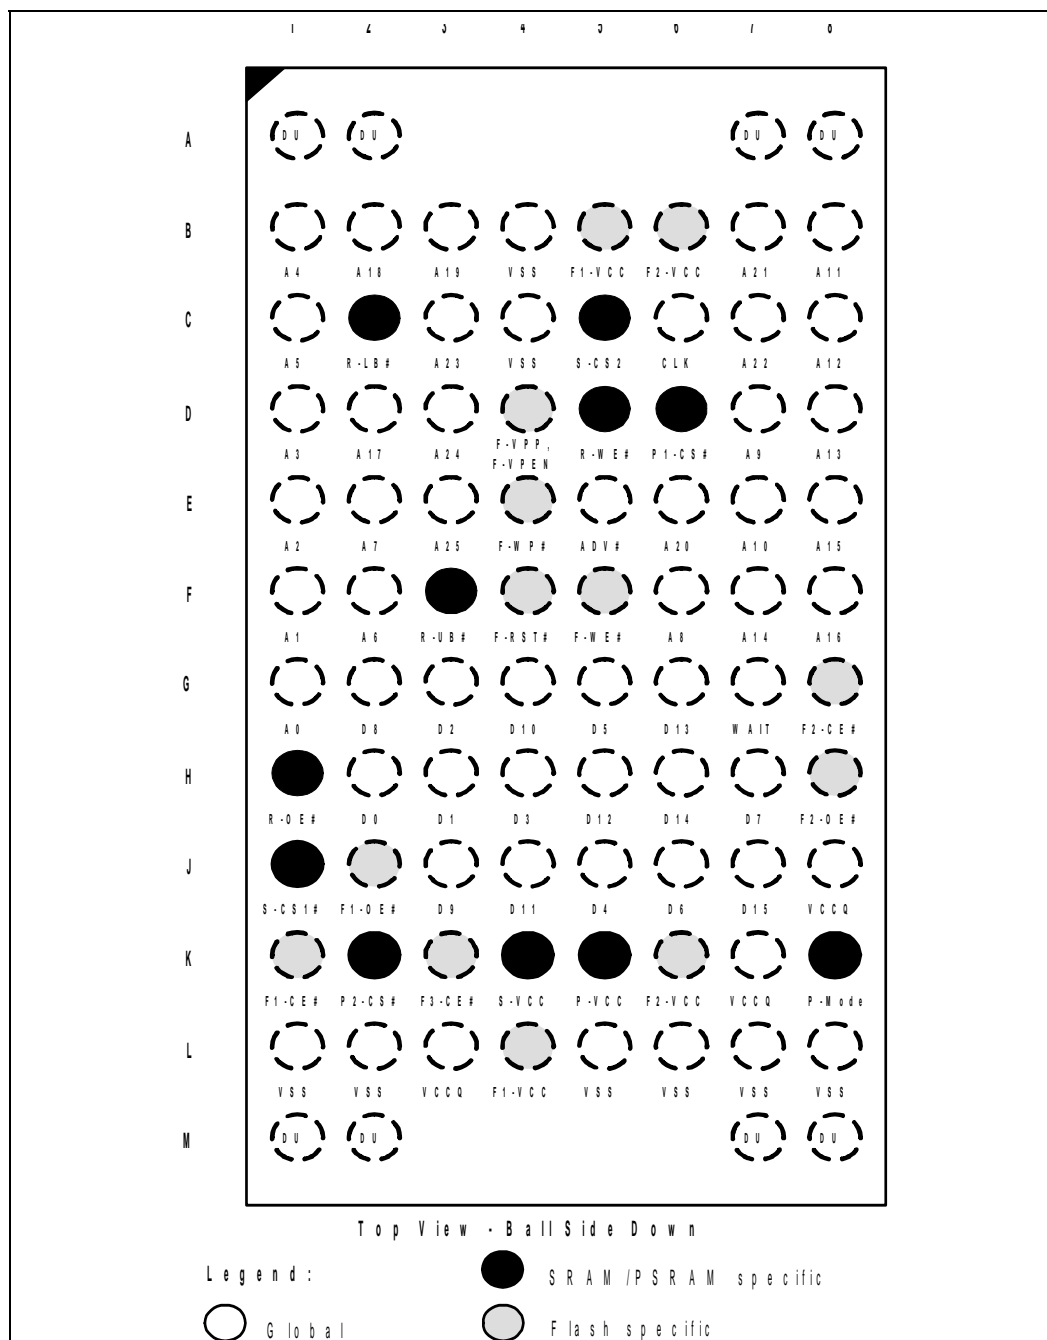 1 2 3 4 5 6 7 8
A DU DU DU DU
B
A4 A18 A19 VSS F1-VCC F2-VCC A21 A11
C
A5 R-LB# A23 VSS S-CS2 CLK A22 A12
D
A3 A17 A24 F-VPP, F-VPEN R-WE# P1-CS# A9 A13
E
A2 A7 A25 F-WP# ADV# A20 A10 A15
F
A1 A6 R-UB# F-RST# F-WE# A8 A14 A16
G
A0 D8 D2 D10 D5 D13 WAIT F2-CE#
H
R-OE# D0 D1 D3 D12 D14 D7 F2-OE#
J
S-CS1# F1-OE# D9 D11 D4 D6 D15 VCCQ
K
F1-CE# P2-CS# F3-CE# S-VCC P-VCC F2-VCC VCCQ P-Mode
L
VSS VSS VCCQ F1-VCC VSS VSS VSS VSS
M DU DU DU DU
Top View - Ball Side Down
Legend:
SRAM/PSRAM specific
Global
Flash specific